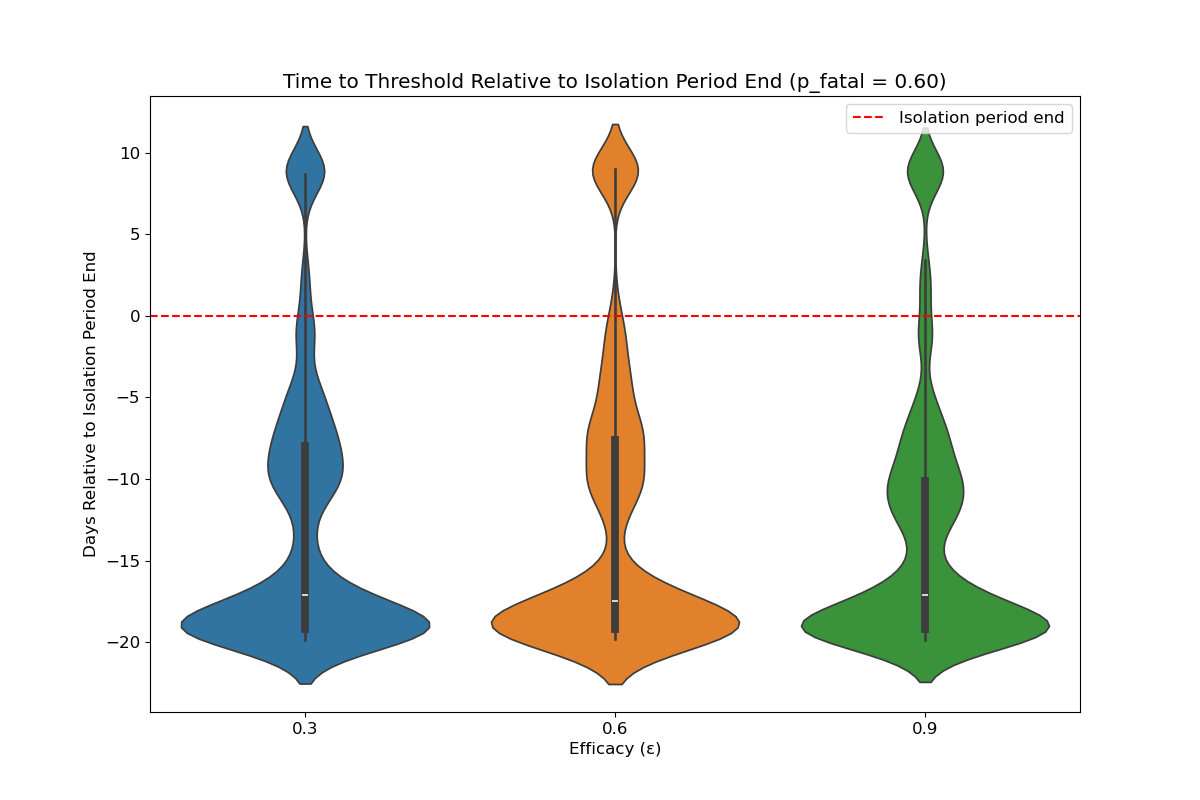 Time to Threshold Relative to Isolation Period End (p_fatal = 0.60)
Isolation period end
Days Relative to Isolation Period End
10
5
0
−5
−10
−15
−20
0.3
0.6
0.9
Efficacy (ε)